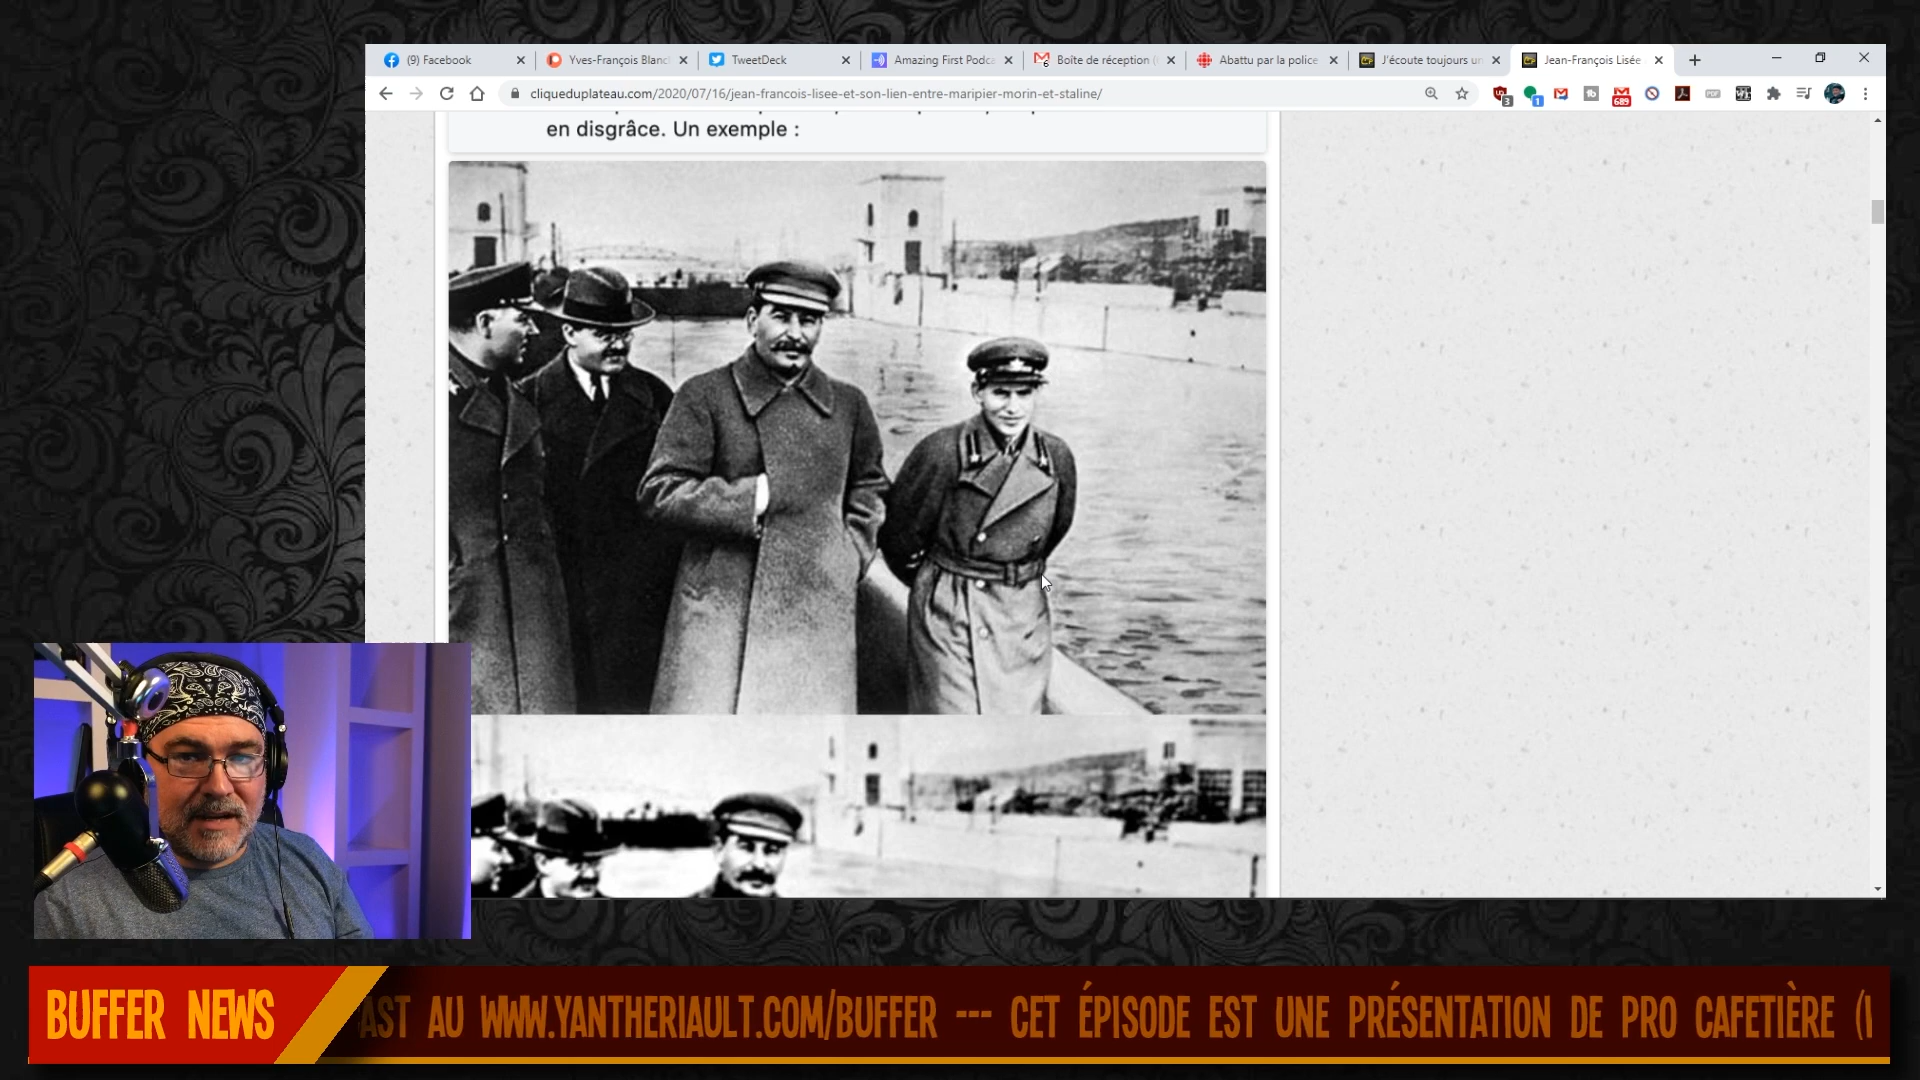 (9) Facebook
Yves-François Blanc
TweetDeck
Amazing First Podca
Boîte de réception (
Abattu par la police
J'écoute toujours un
Jean-François Lisée
cliqueduplateau.com/2020/07/16/jean-francois-lisee-et-son-lien-entre-maripier-morin-et-staline/
3
1
689
en disgrâce. Un exemple :
BUFFER NEWS
AST AU WWW.YANTHERIAULT.COM/BUFFER --- CET ÉPISODE EST UNE PRÉSENTATION DE PRO CAFETIÈRE (